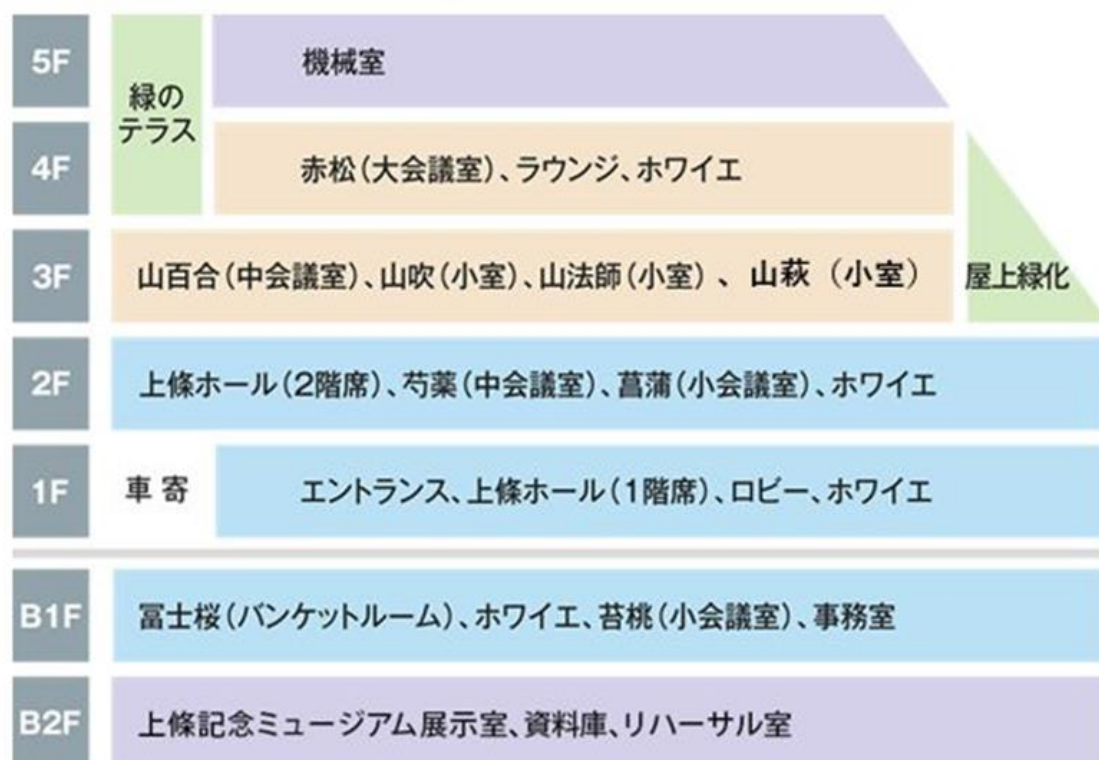 5F
機械室
緑の
テラス
4F
赤松(大会議室)、ラウンジ、ホワイエ
3F
山百合(中会議室)、山吹(小室)、山法師(小室)、山萩（小室）
屋上緑化
2F
上條ホール(2階席)、芍薬(中会議室)、菖蒲(小会議室)、ホワイエ
1F
車寄
エントランス、上條ホール(1階席)、ロビー、ホワイエ
B1F
冨士桜(バンケットルーム)、ホワイエ、苔桃(小会議室)、事務室
B2F
上條記念ミュージアム展示室、資料庫、リハーサル室